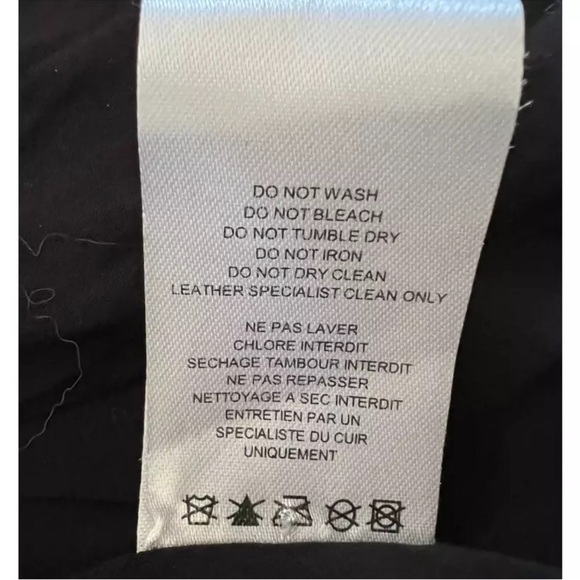 DO NOT WASH
DO NOT BLEACH
DO NOT TUMBLE DRY
DO NOT IRON
DO NOT DRY CLEAN
LEATHER SPECIALIST CLEAN ONLY
NE PAS LAVER
CHLORE INTERDIT
SECHAGE TAMBOUR INTERDIT
NE PAS REPASSER
NETTOYAGE A SEC INTERDIT
ENTRETIEN PAR UN
SPECIALISTE DU CUIR
UNIQUEMENT